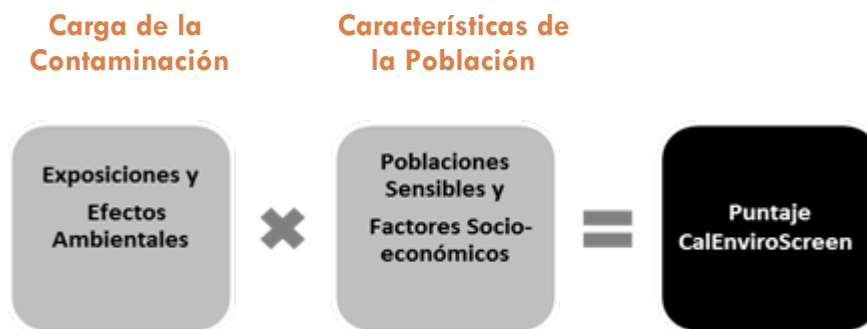 Carga de la
Contaminación
Características de
la Población
Exposiciones y
Efectos
Ambientales
Poblaciones
Sensibles y
Factores Socio-
económicos
Puntaje
CalEnviroScreen